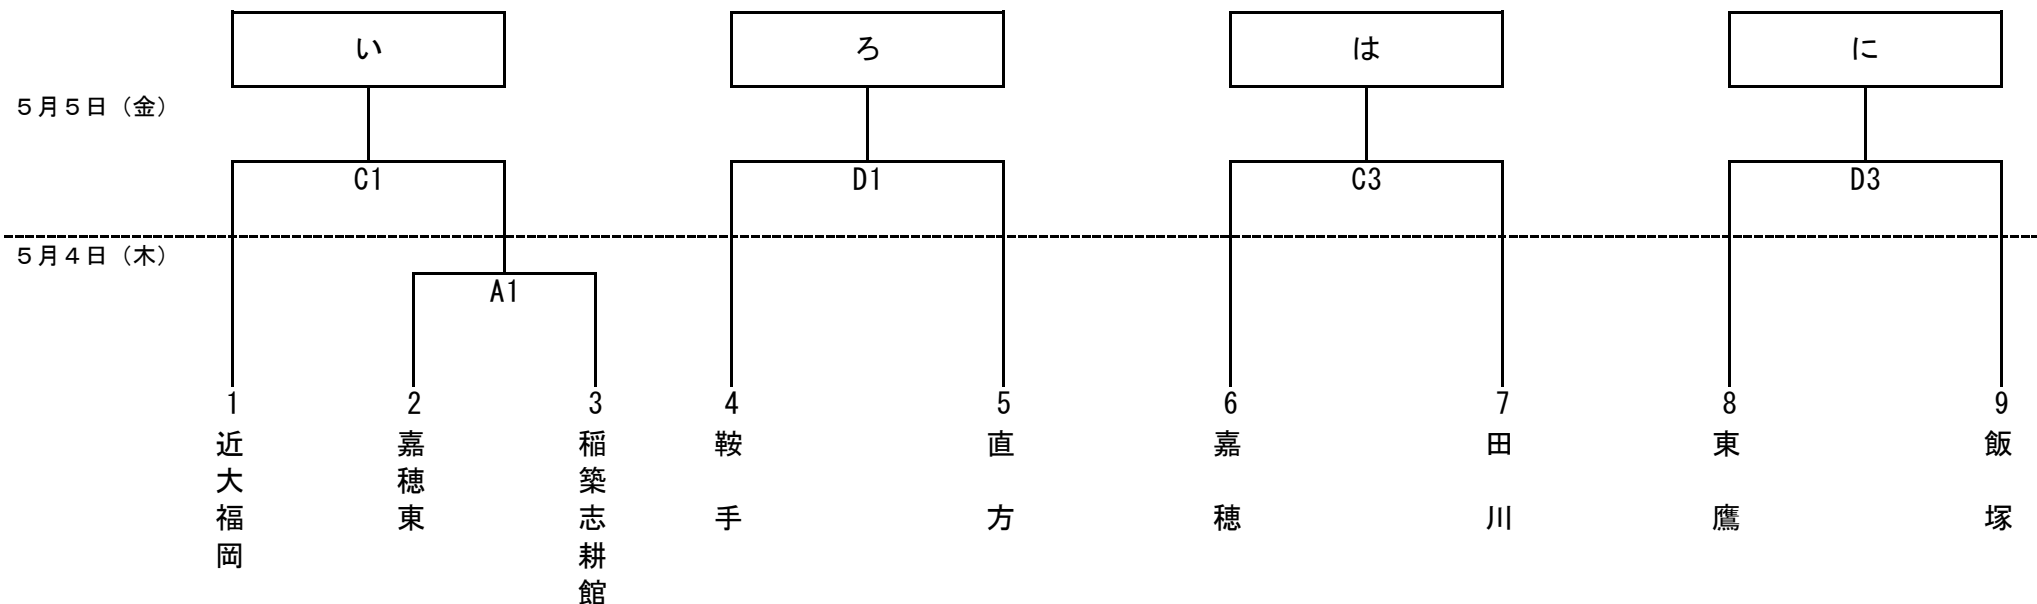 い
ろ
は
に
５月５日（金）
C1
D1
C3
D3
５月４日（木）
A1
1
2
3
4
5
6
7
8
9
近大福岡
嘉穂東
稲築志耕館
鞍手
直方
嘉穂
田川
東鷹
飯塚